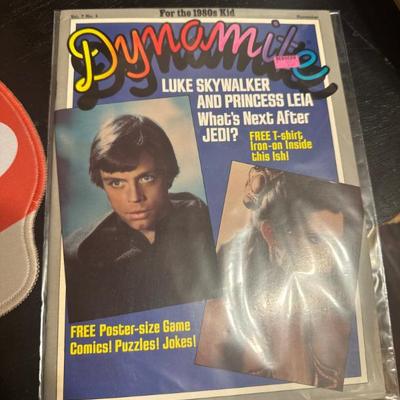 For the 1980s Kid
Dynamite
LUKE SKYWALKER
AND PRINCESS LEIA
What's Next After
JEDI?
FREE T-shirt
Iron-on Inside
this Ish!
FREE Poster-size Game
Comics! Puzzles! Jokes!